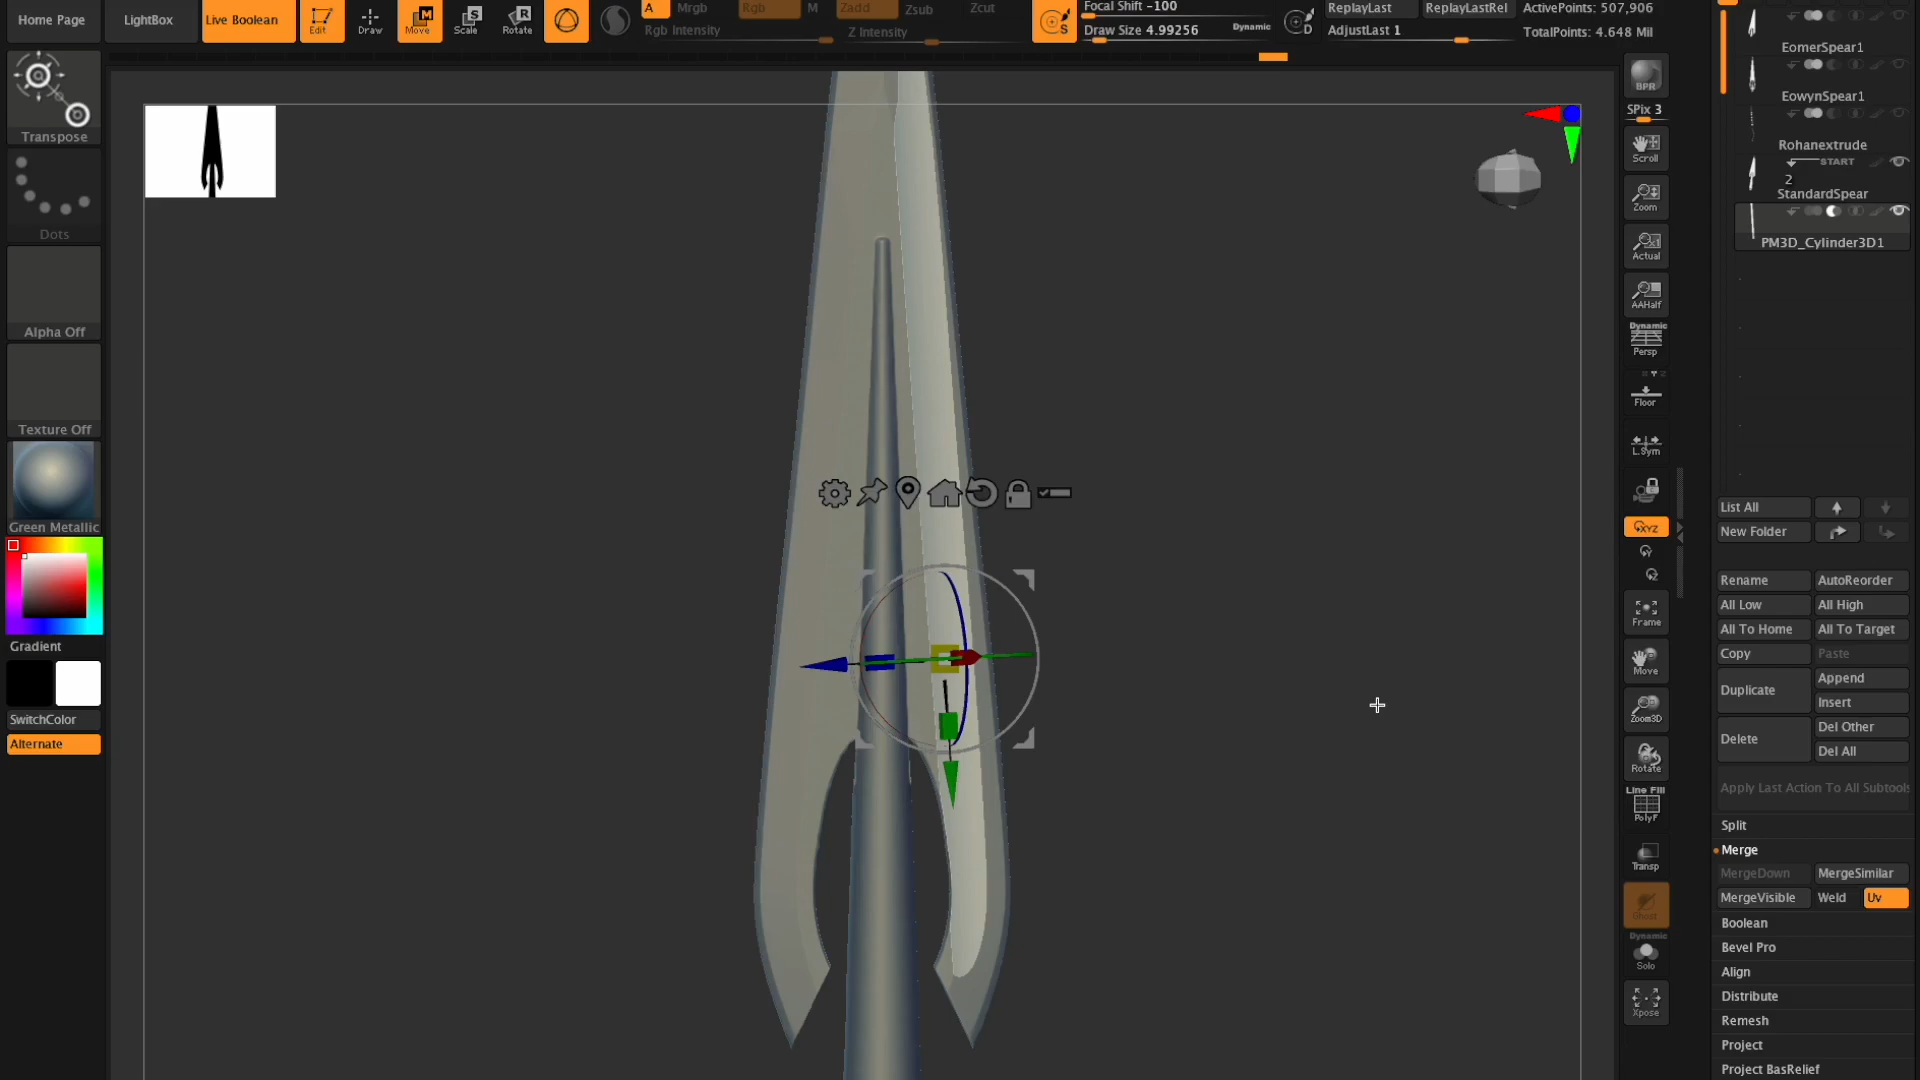 Home Page
LightBox
Live Boolean
Edit
Draw
Move
Scale
Rotate
A
Mrgb
Rgb
M
Zadd
Zsub
Zcut
Rgb Intensity
Z Intensity
Focal Shift -100
Draw Size 4.99256
Dynamic
ReplayLast
ReplayLastRel
AdjustLast 1
ActivePoints: 507,906
TotalPoints: 4.648 Mil
Transpose
Dots
Alpha Off
Texture Off
Green Metallic
Gradient
SwitchColor
Alternate
S
D
BPR
SPix 3
Scroll
Zoom
Actual
AAHalf
Dynamic
Persp
Floor
L.Sym
XYZ
Y
Z
Frame
Move
Zoom3D
Rotate
Line Fill
PolyF
Transp
Ghost
Dynamic
Solo
Xpose
EomerSpear1
EowynSpear1
Rohanextrude
START
2
StandardSpear
PM3D_Cylinder3D1
List All
New Folder
Rename
AutoReorder
All Low
All High
All To Home
All To Target
Copy
Paste
Duplicate
Append
Insert
Delete
Del Other
Del All
Apply Last Action To All Subtools
Split
Merge
MergeDown
MergeSimilar
MergeVisible
Weld
Uv
Boolean
Bevel Pro
Align
Distribute
Remesh
Project
Project BasRelief